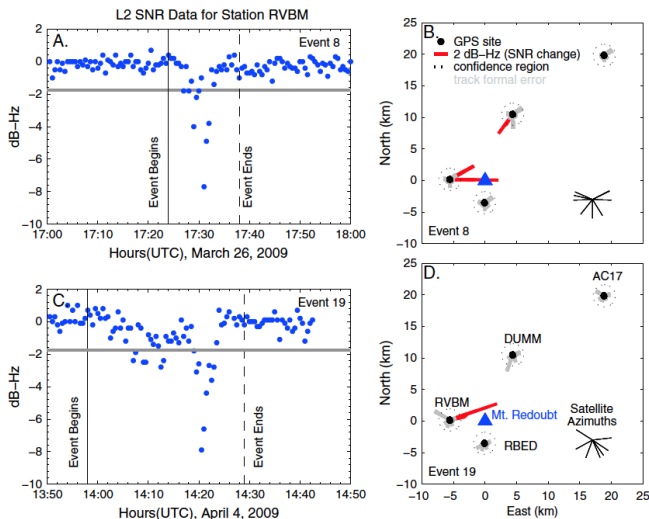 L2 SNR Data for Station RVBM
A.
Event 8
2
0
−2
−4
−6
−8
−10
dB−Hz
Event Begins
Event Ends
17:00 17:10 17:20 17:30 17:40 17:50 18:00
Hours(UTC), March 26, 2009
B.
GPS site
2 dB−Hz (SNR change)
confidence region
track formal error
25
20
15
10
5
0
−5
−10
North (km)
Event 8
C.
Event 19
2
0
−2
−4
−6
−8
−10
dB−Hz
Event Begins
Event Ends
13:50 14:00 14:10 14:20 14:30 14:40 14:50
Hours(UTC), April 4, 2009
D.
AC17
DUMM
RVBM
Mt. Redoubt
Satellite
Azimuths
RBED
Event 19
25
20
15
10
5
0
−5
−10
North (km)
−10 −5 0 5 10 15 20 25
East (km)